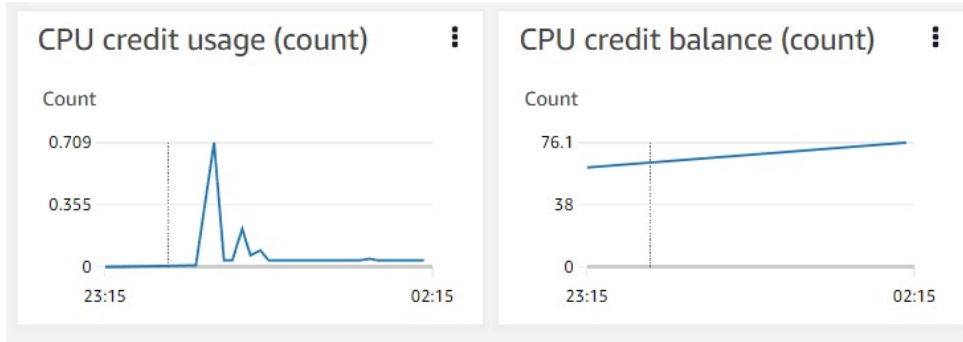 CPU credit usage (count)
Count
0.709
0.355
0
23:15
02:15
CPU credit balance (count)
Count
76.1
38
0
23:15
02:15